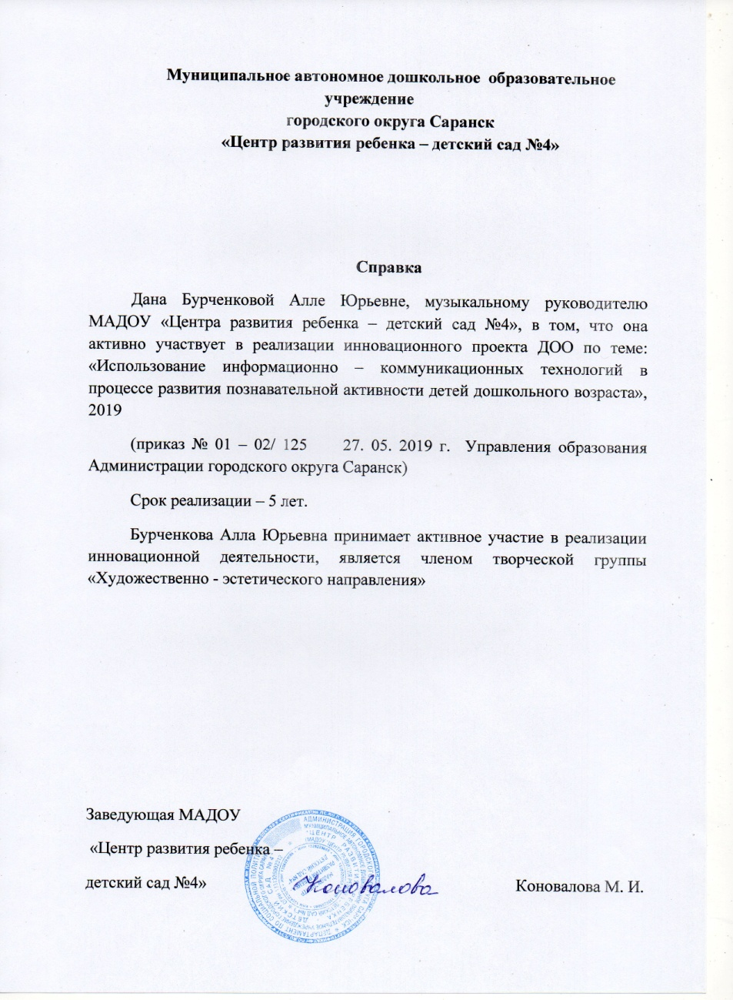 Муниципальное автономное дошкольное образовательное
учреждение
городского округа Саранск
«Центр развития ребенка – детский сад №4»
Справка
Дана Бурченковой Алле Юрьевне, музыкальному руководителю
МАДОУ «Центра развития ребенка – детский сад №4», в том, что она
активно участвует в реализации инновационного проекта ДОО по теме:
«Использование информационно – коммуникационных технологий в
процессе развития познавательной активности детей дошкольного возраста»,
2019
(приказ № 01 – 02/ 125 27. 05. 2019 г. Управления образования
Администрации городского округа Саранск)
Срок реализации – 5 лет.
Бурченкова Алла Юрьевна принимает активное участие в реализации
инновационной деятельности, является членом творческой группы
«Художественно - эстетического направления»
Заведующая МАДОУ
«Центр развития ребенка –
детский сад №4» Коновалова Коновалова М. И.